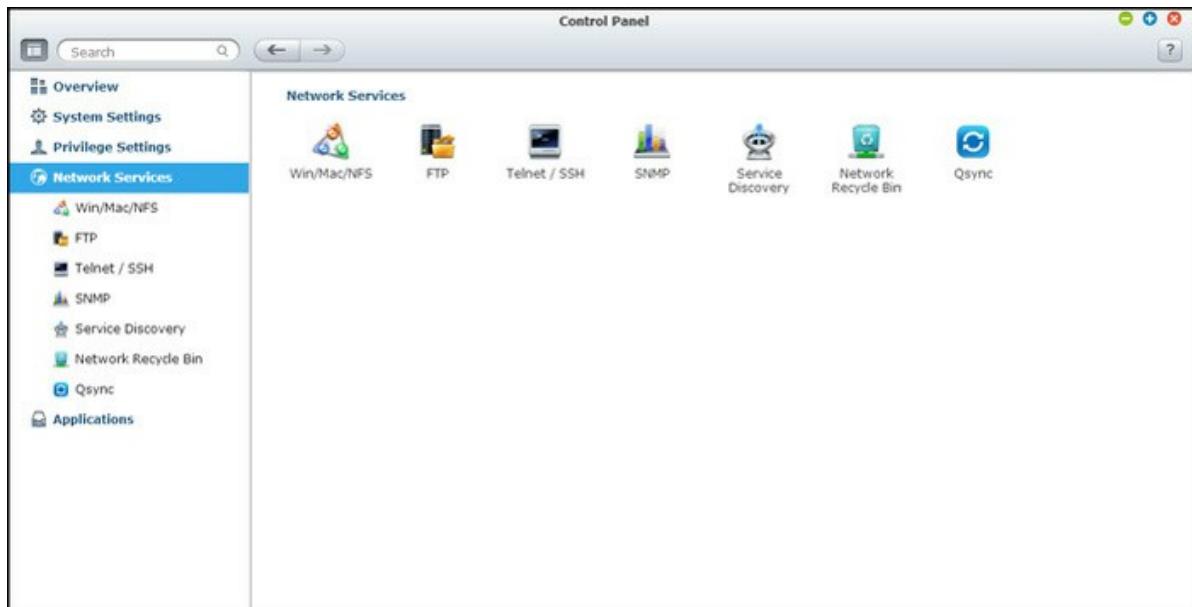 Control Panel
Search
?
Overview
System Settings
Privilege Settings
Network Services
Win/Mac/NFS
FTP
Telnet / SSH
SNMP
Service Discovery
Network Recycle Bin
Qsync
Applications
Network Services
Win/Mac/NFS
FTP
Telnet / SSH
SNMP
Service
Discovery
Network
Recycle Bin
Qsync